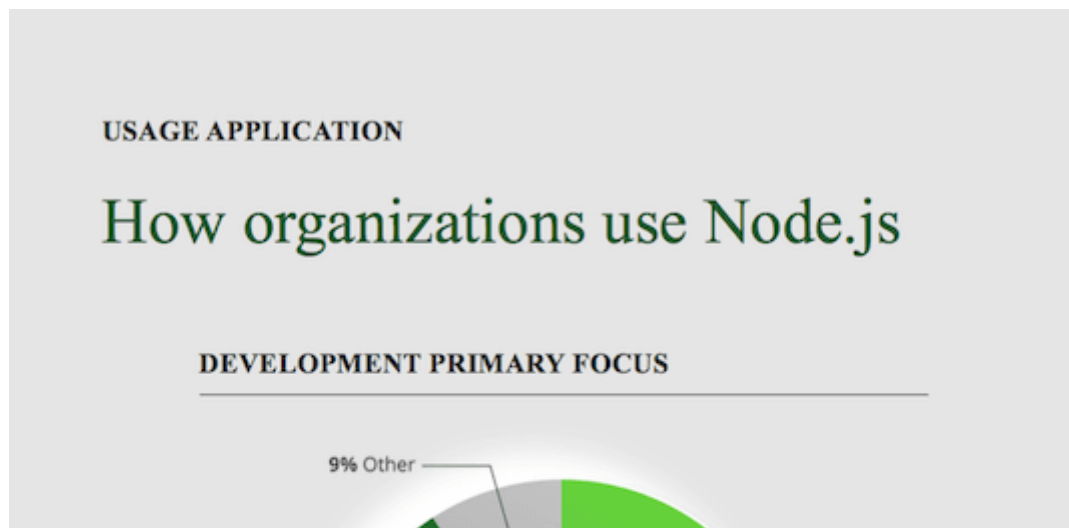 USAGE APPLICATION
How organizations use Node.js
DEVELOPMENT PRIMARY FOCUS
9% Other